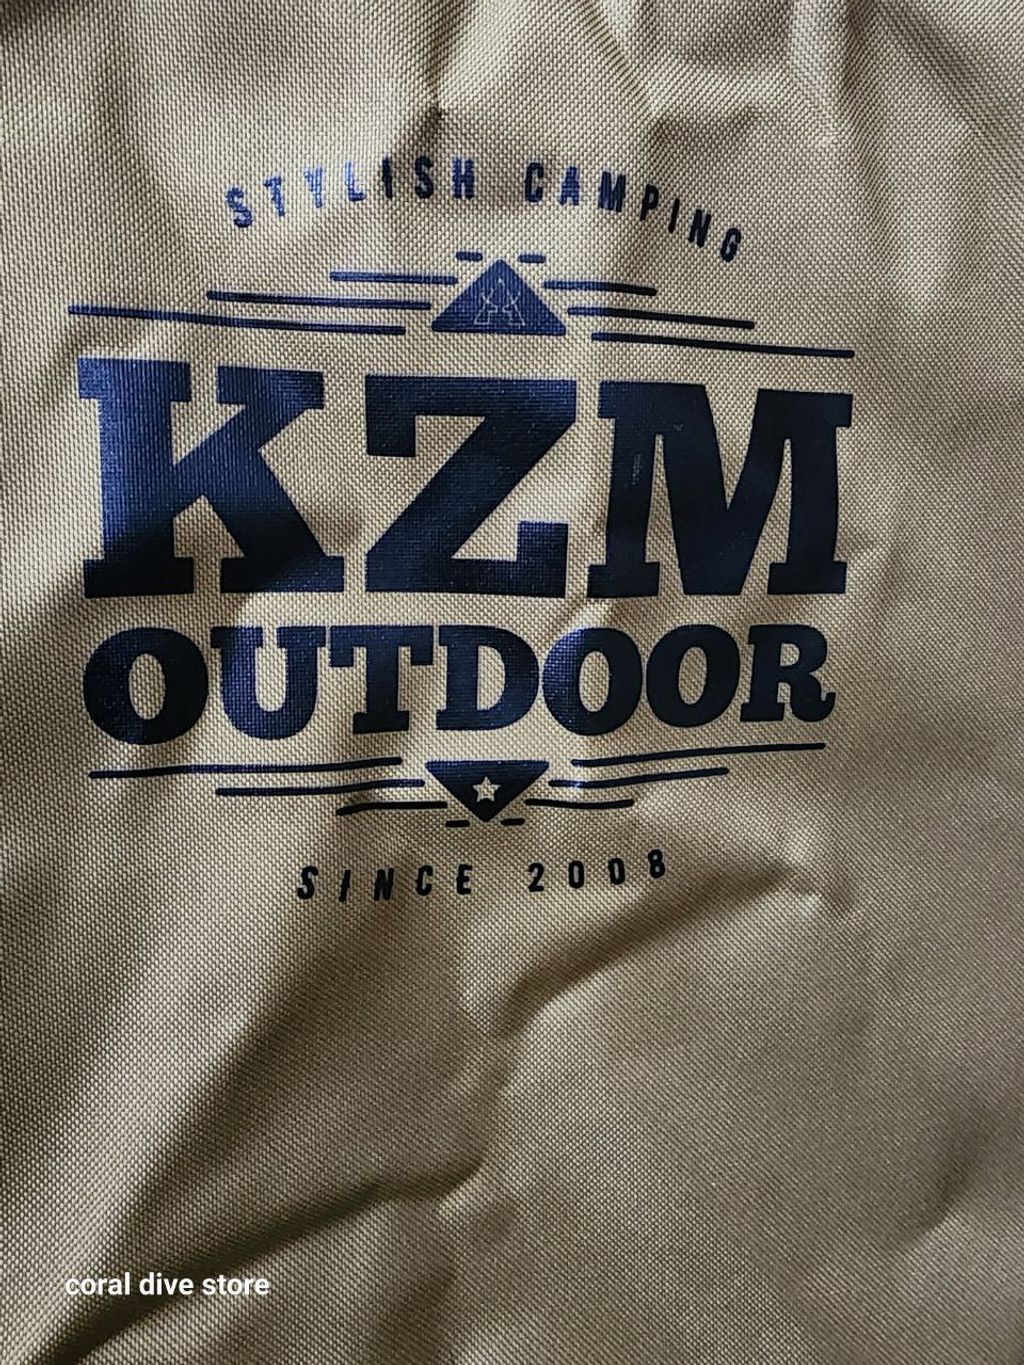 STYLISH CAMPING
KZM
OUTDOOR
SINCE 2008
coral dive store